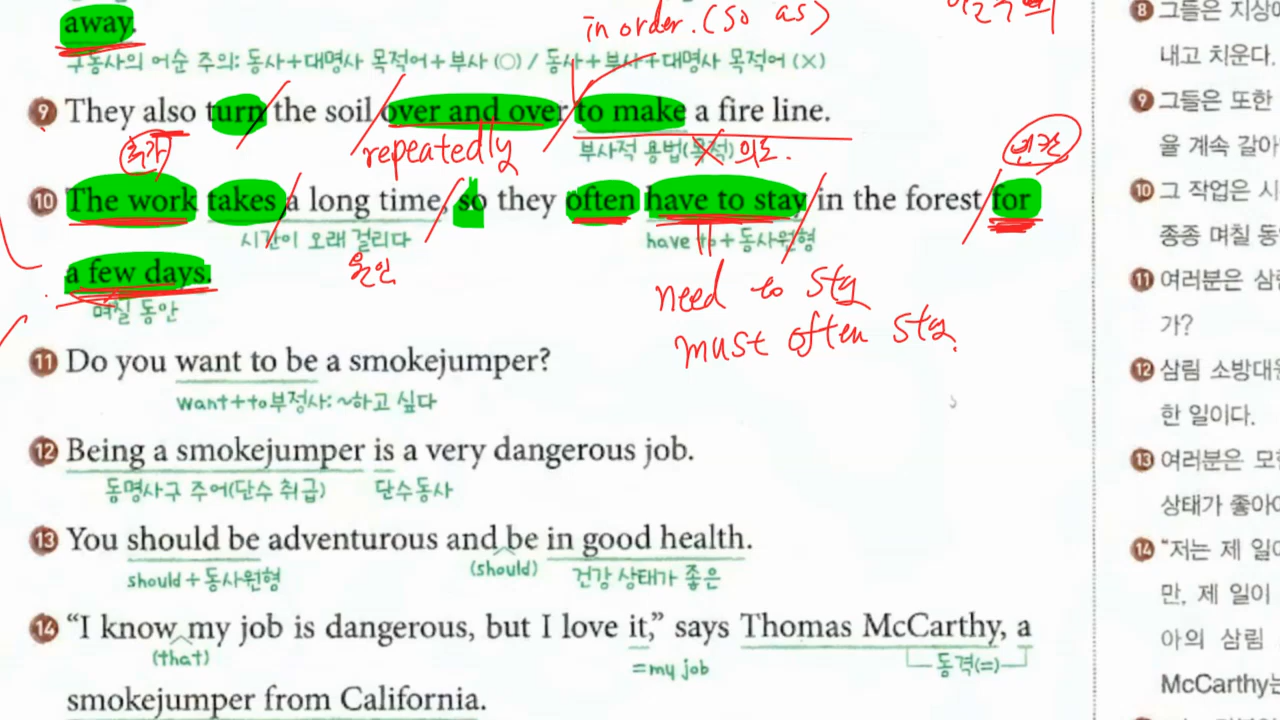 in order. (so as)
away.
구동사의 어순 주의: 동사+대명사 목적어+부사 (○) / 동사+부사+대명사 목적어 (×)
⑨ They also turn the soil over and over to make a fire line.
repeatedly 부사적 용법(목적) 의도.
⑩ The work takes a long time, so they often have to stay in the forest for
시간이 오래 걸리다 have to+동사원형
a few days.
며칠 동안
need to stay
must often stay.
⑪ Do you want to be a smokejumper?
want+to부정사: ~하고 싶다
⑫ Being a smokejumper is a very dangerous job.
동명사구 주어(단수 취급) 단수동사
⑬ You should be adventurous and be in good health.
should+동사원형 (should) 건강 상태가 좋은
⑭ “I know my job is dangerous, but I love it,” says Thomas McCarthy, a
(that) =my job 동격(=)
smokejumper from California.
⑧ 그들은 지상에
내고 치운다.
⑨ 그들은 또한
을 계속 갈아
⑩ 그 작업은 시
종종 며칠 동
⑪ 여러분은 삼림
가?
⑫ 삼림 소방대원
한 일이다.
⑬ 여러분은 모험
상태가 좋아야
⑭ “저는 제 일이
만, 제 일이
아의 삼림
McCarthy는